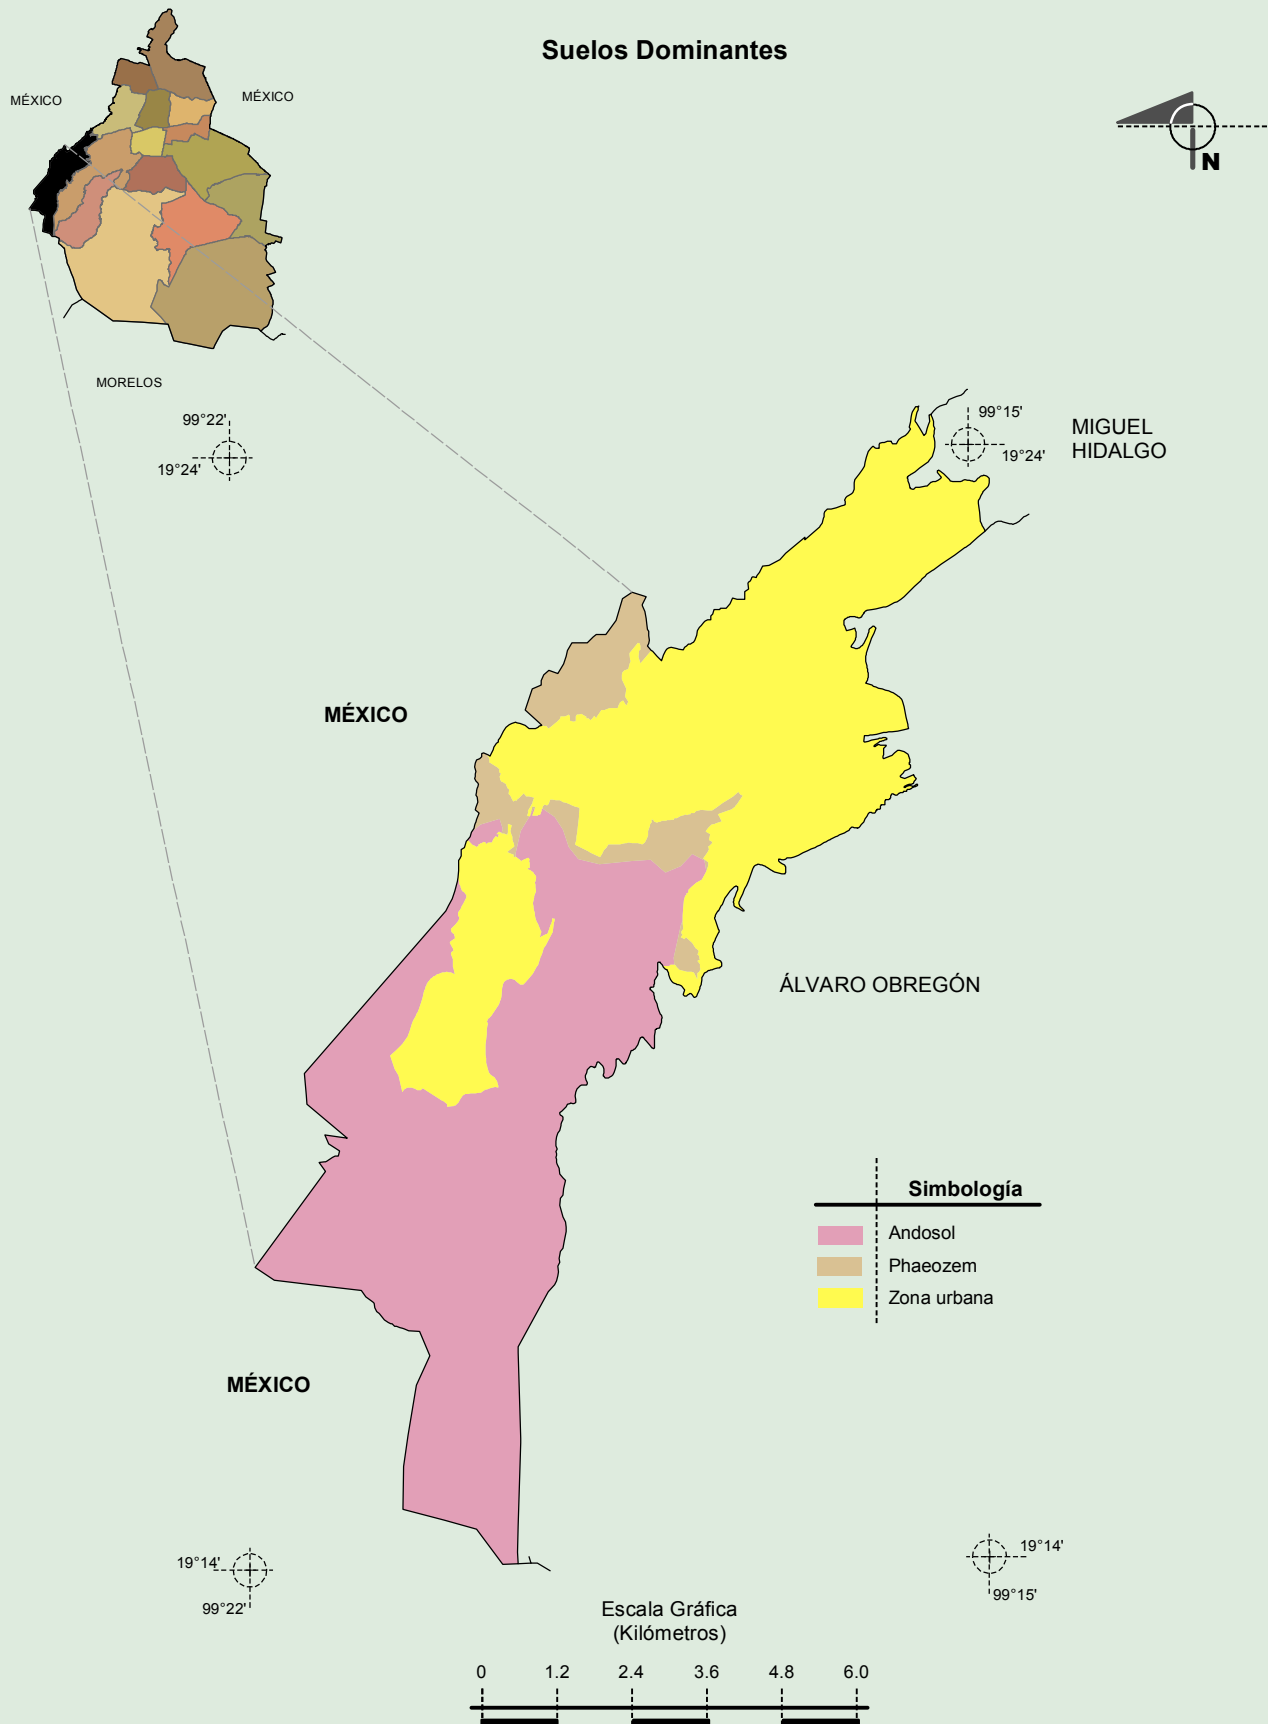 Suelos Dominantes
MÉXICO
MÉXICO
N
MORELOS
99°22'
19°24'
99°15'
19°24'
MIGUEL
HIDALGO
MÉXICO
ÁLVARO OBREGÓN
Simbología
Andosol
Phaeozem
Zona urbana
MÉXICO
19°14'
99°22'
19°14'
99°15'
Escala Gráfica
(Kilómetros)
0 1.2 2.4 3.6 4.8 6.0